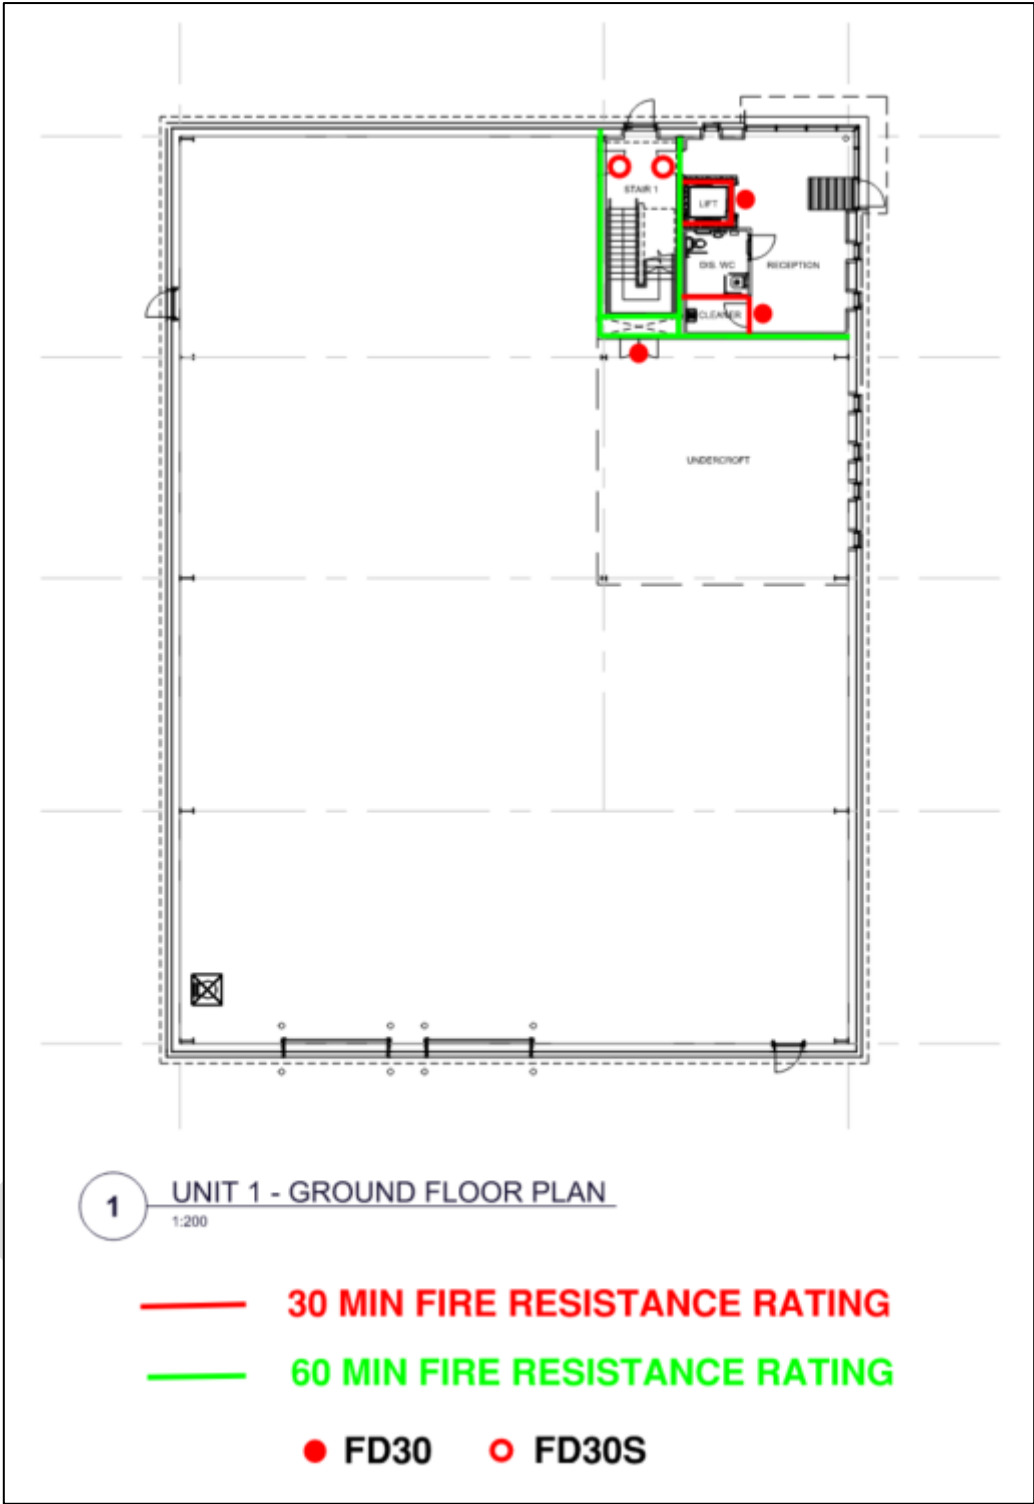 STAIR 1
LIFT
DIS. WC
RECEPTION
CLEANER
UNDERCROFT
1
UNIT 1 - GROUND FLOOR PLAN
1:200
30 MIN FIRE RESISTANCE RATING
60 MIN FIRE RESISTANCE RATING
FD30 FD30S